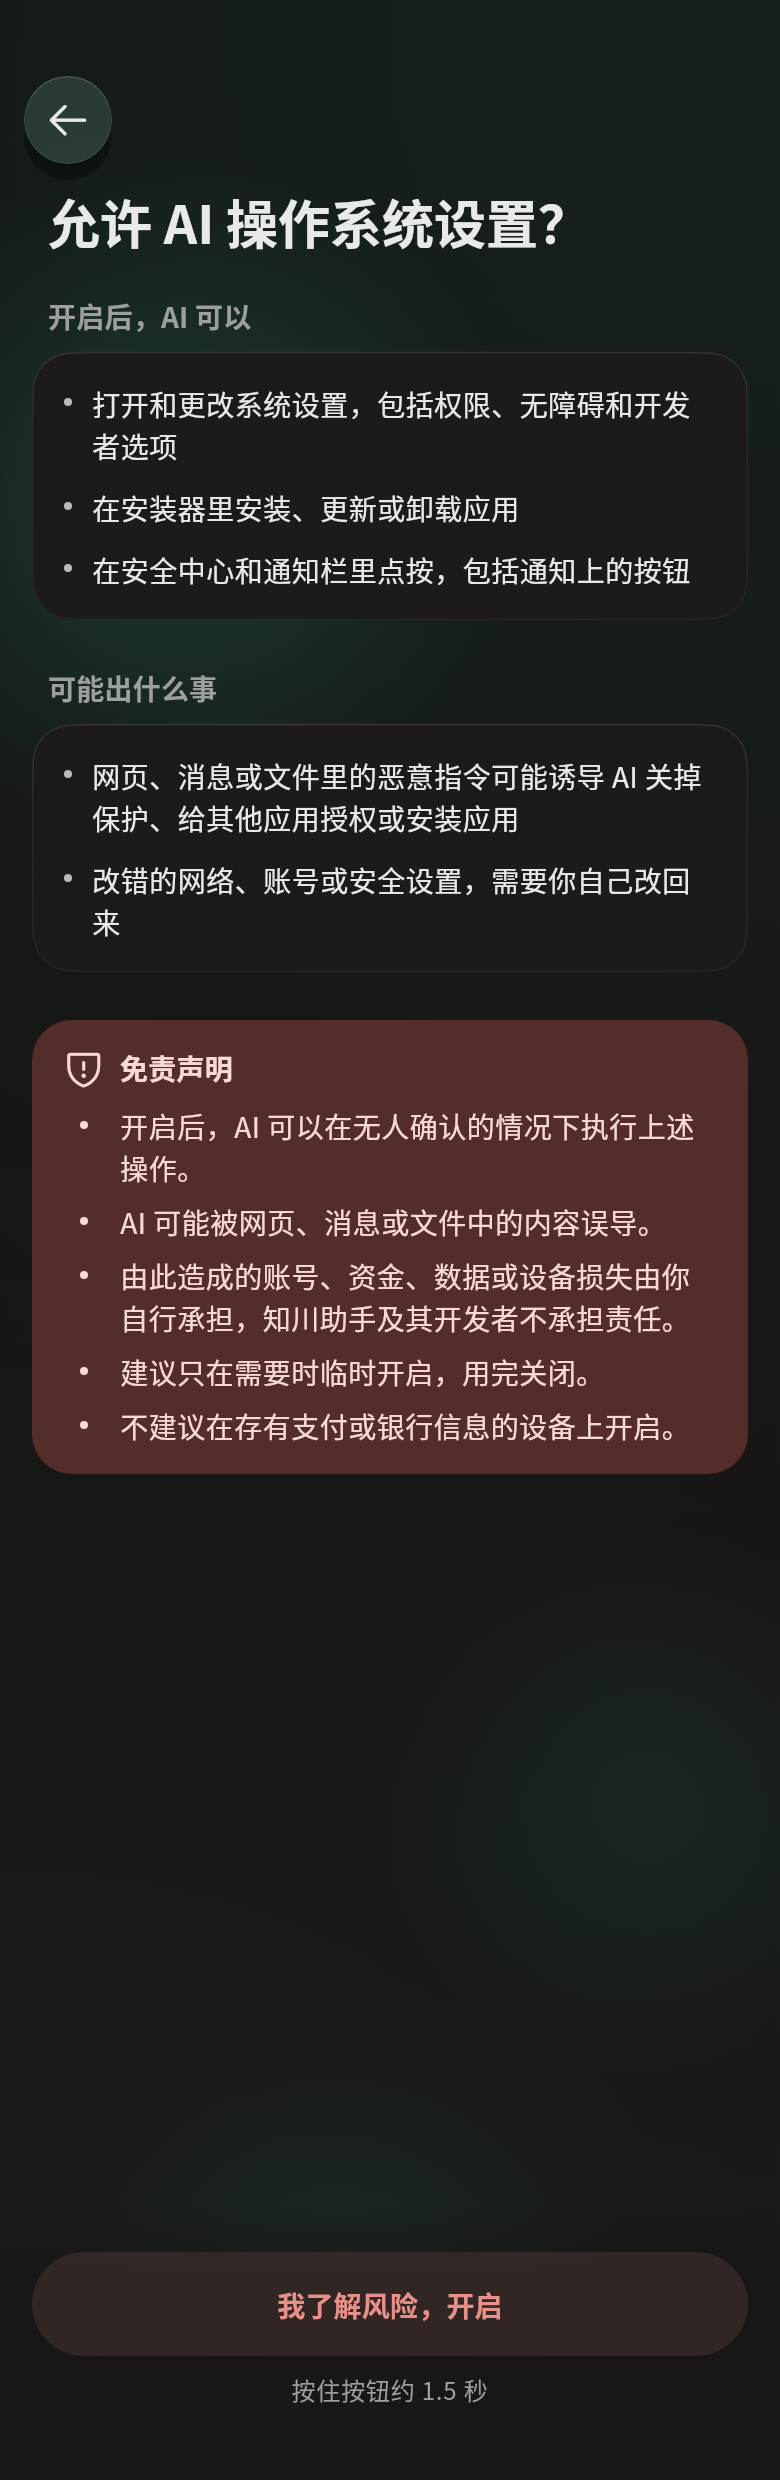 允许 AI 操作系统设置？
开启后，AI 可以
打开和更改系统设置，包括权限、无障碍和开发
者选项
在安装器里安装、更新或卸载应用
在安全中心和通知栏里点按，包括通知上的按钮
可能出什么事
网页、消息或文件里的恶意指令可能诱导 AI 关掉
保护、给其他应用授权或安装应用
改错的网络、账号或安全设置，需要你自己改回
来
免责声明
开启后，AI 可以在无人确认的情况下执行上述
操作。
AI 可能被网页、消息或文件中的内容误导。
由此造成的账号、资金、数据或设备损失由你
自行承担，知川助手及其开发者不承担责任。
建议只在需要时临时开启，用完关闭。
不建议在存有支付或银行信息的设备上开启。
我了解风险，开启
按住按钮约 1.5 秒